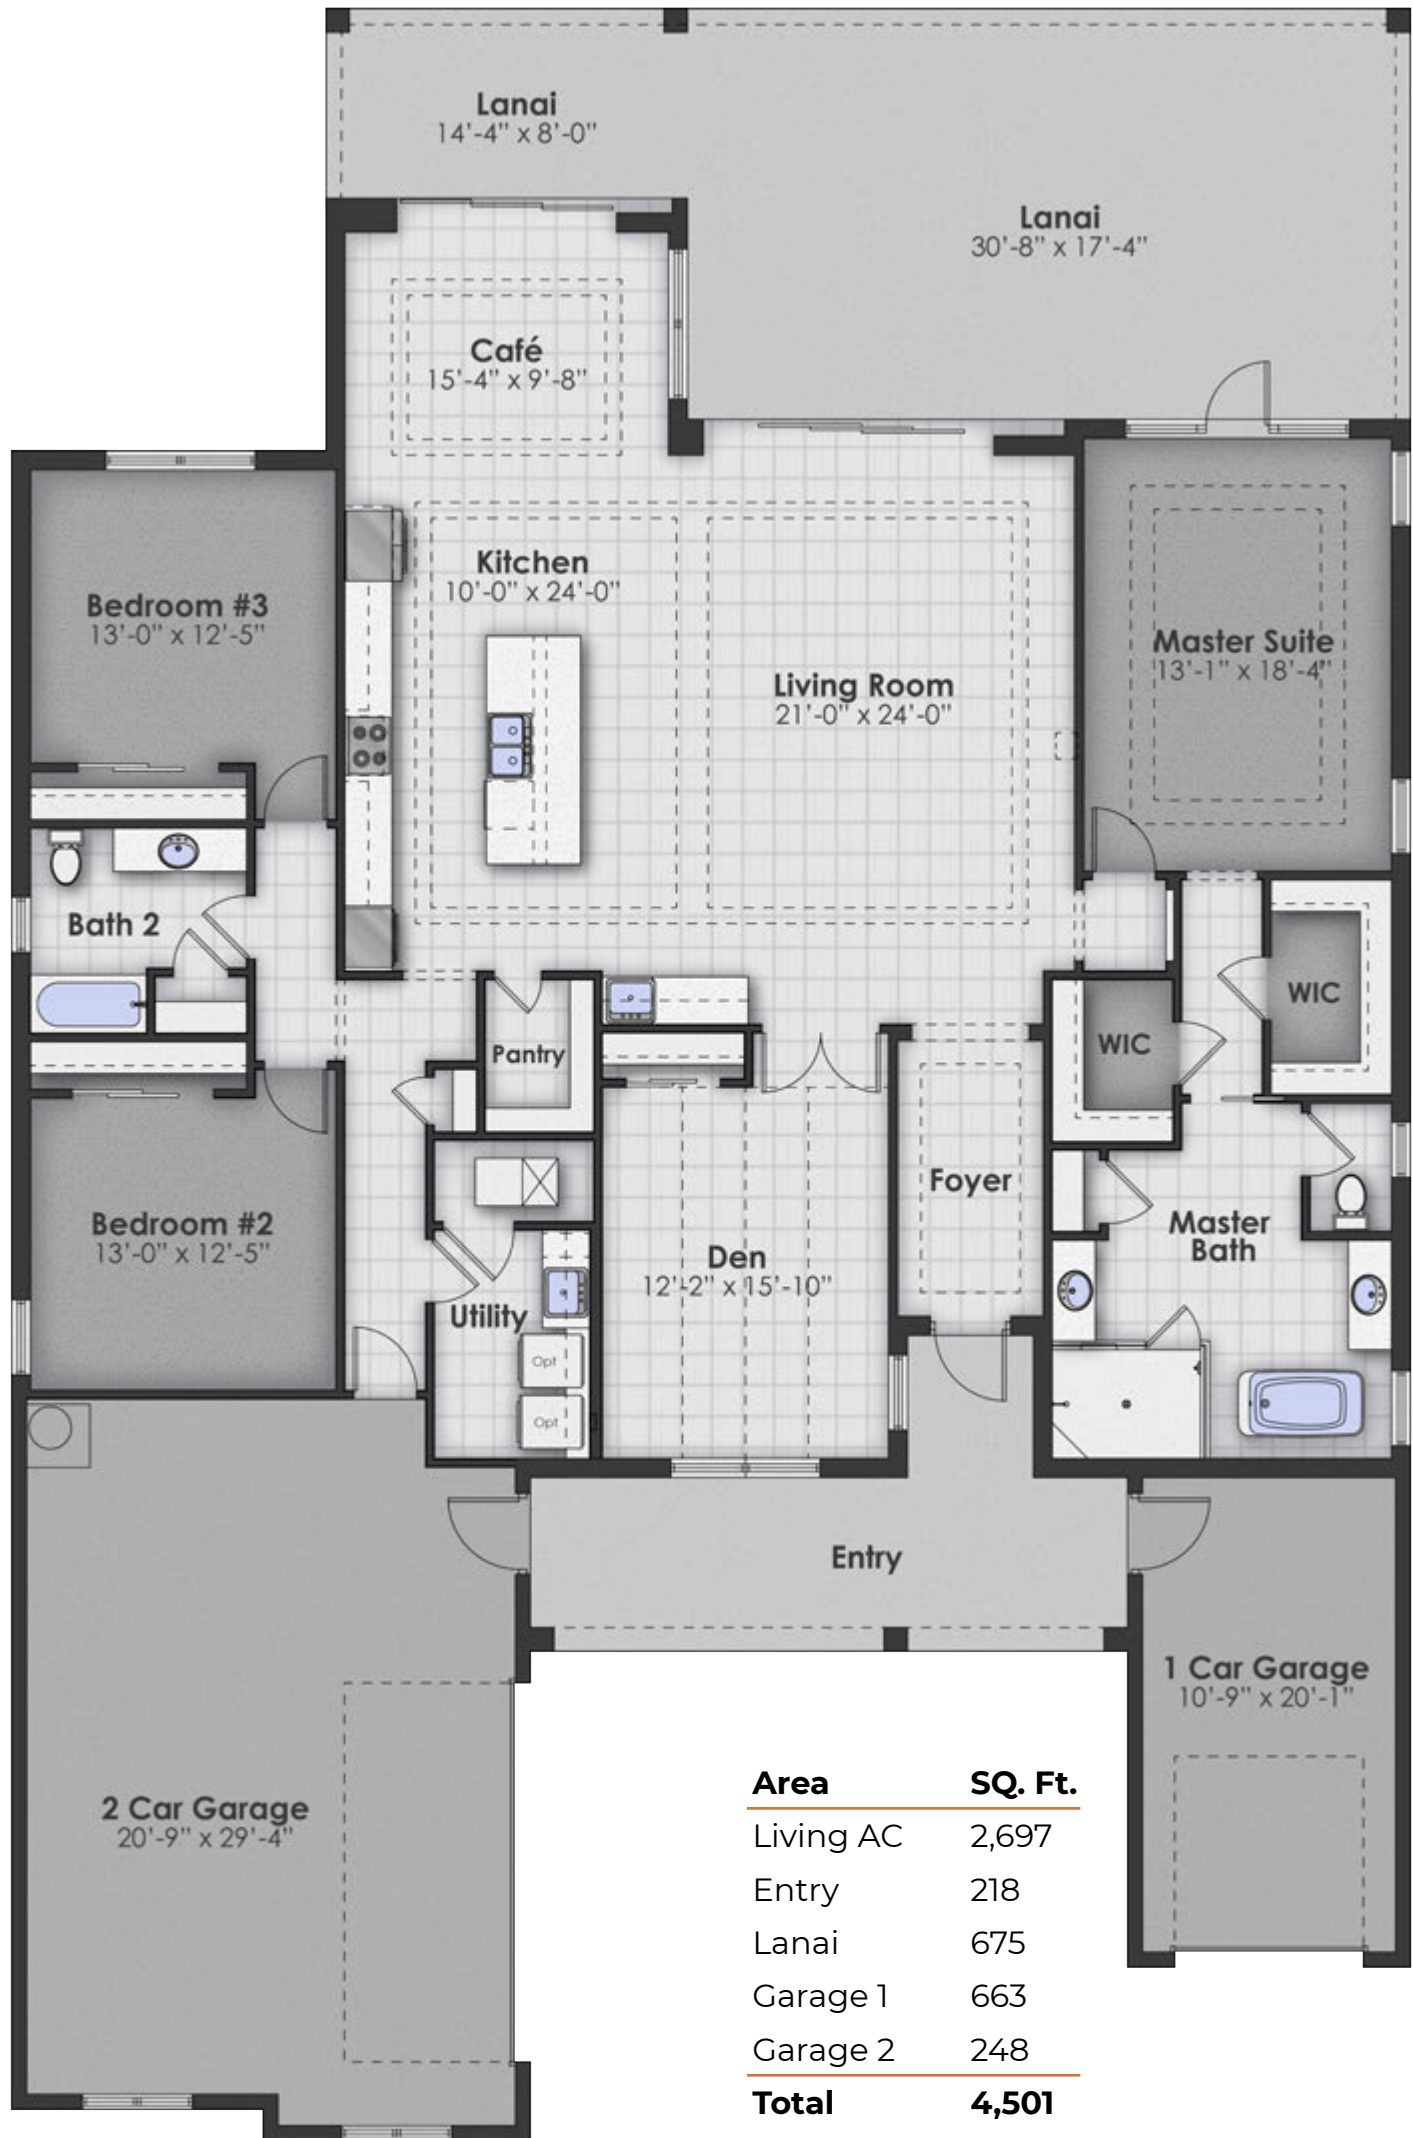 Lanai
14'-4" x 8'-0"
Lanai
30'-8" x 17'-4"
Café
15'-4" x 9'-8"
Kitchen
10'-0" x 24'-0"
Bedroom #3
13'-0" x 12'-5"
Master Suite
13'-1" x 18'-4"
Living Room
21'-0" x 24'-0"
Bath 2
WIC
WIC
Pantry
Foyer
Bedroom #2
13'-0" x 12'-5"
Master
Bath
Den
12'-2" x 15'-10"
Utility
Opt
Opt
Entry
1 Car Garage
10'-9" x 20'-1"
2 Car Garage
20'-9" x 29'-4"
Area SQ. Ft.
Living AC 2,697
Entry 218
Lanai 675
Garage 1 663
Garage 2 248
Total 4,501